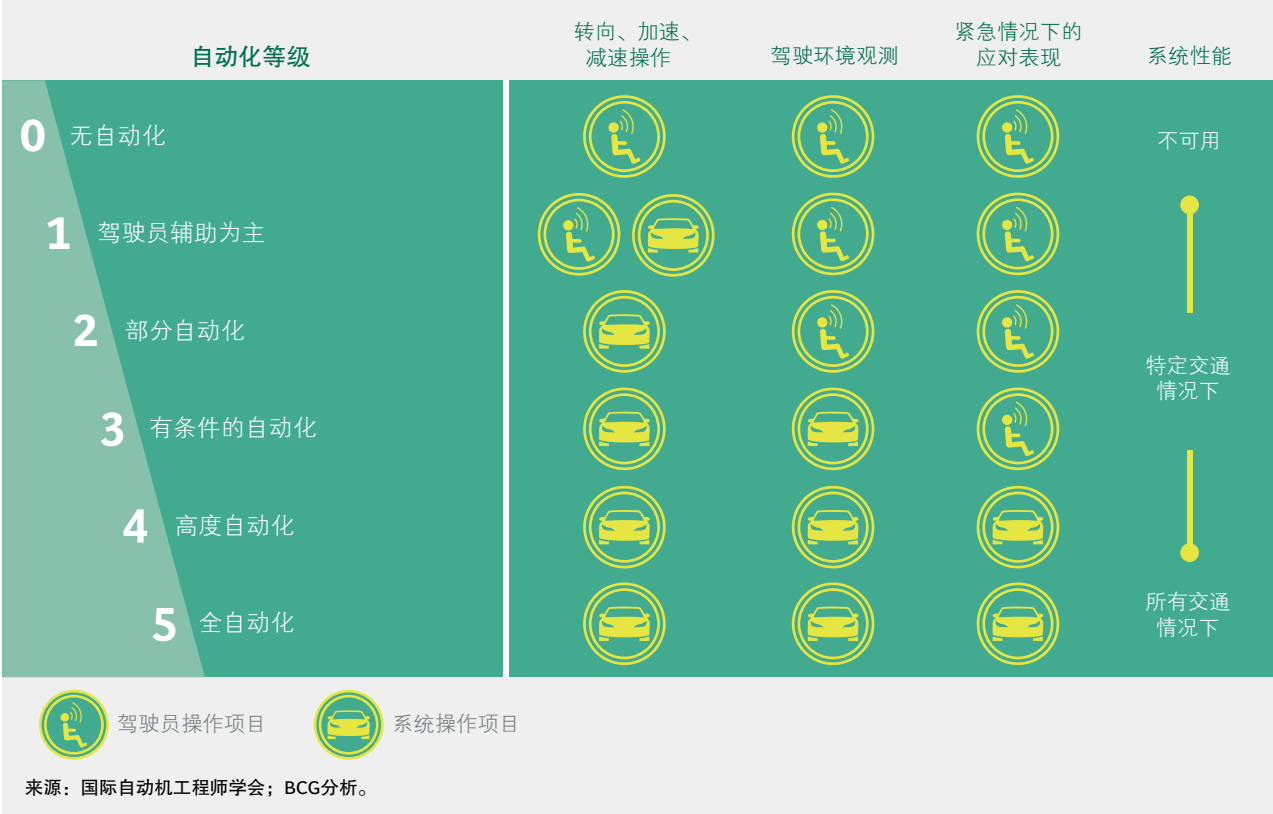 自动化等级
转向、加速、
减速操作
驾驶环境观测
紧急情况下的
应对表现
系统性能
0 无自动化
不可用
1 驾驶员辅助为主
2 部分自动化
特定交通
情况下
3 有条件的自动化
4 高度自动化
5 全自动化
所有交通
情况下
驾驶员操作项目
系统操作项目
来源：国际自动机工程师学会；BCG分析。